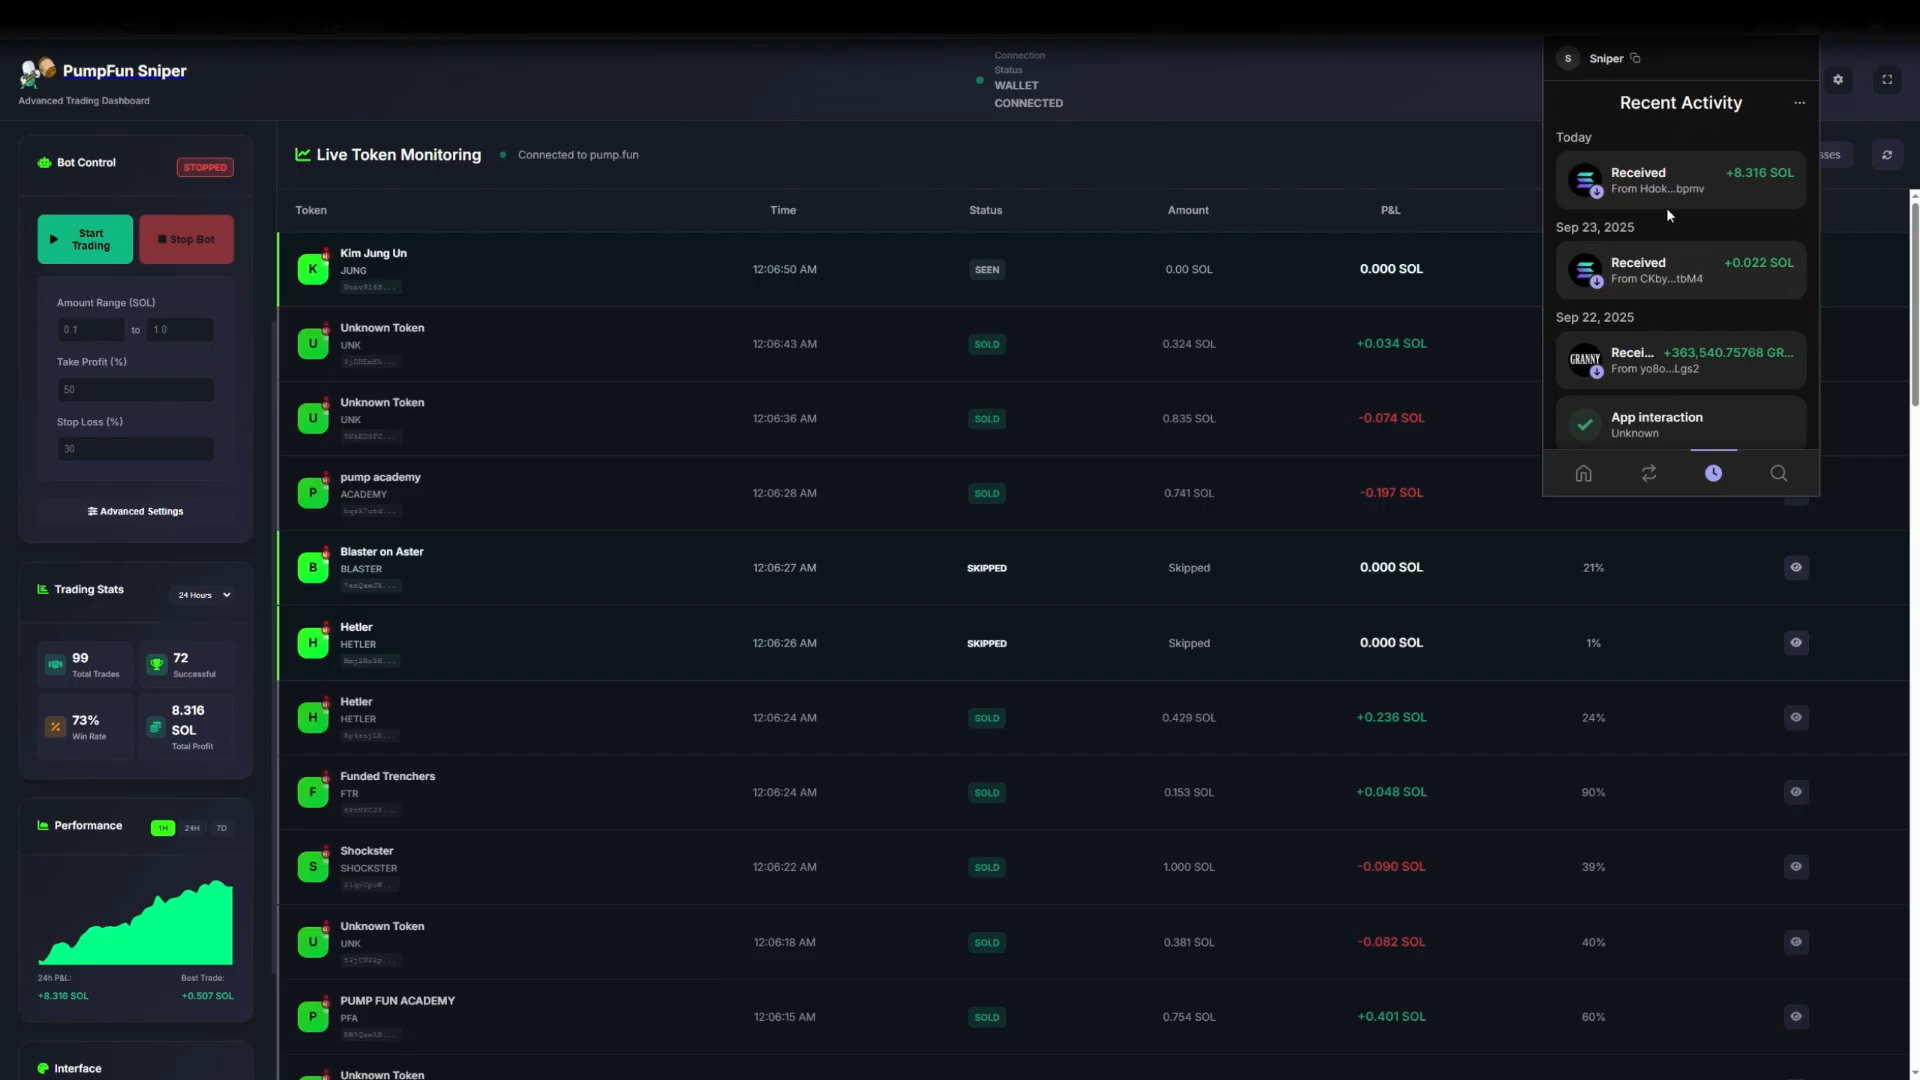 PumpFun Sniper
Advanced Trading Dashboard
Connection
Status
WALLET
CONNECTED
Bot Control
STOPPED
Start
Trading
Stop Bot
Amount Range (SOL)
0.1 to 1.0
Take Profit (%)
50
Stop Loss (%)
30
Advanced Settings
Trading Stats
24 Hours
99
Total Trades
72
Successful
73%
Win Rate
8.316
SOL
Total Profit
Performance
1H 24H 7D
24h P&L: Best Trade:
+8.316 SOL +0.507 SOL
Interface
Live Token Monitoring Connected to pump.fun
Token Time Status Amount P&L
Kim Jung Un
K JUNG 12:06:50 AM SEEN 0.00 SOL 0.000 SOL
Unknown Token
U UNK 12:06:43 AM SOLD 0.324 SOL +0.034 SOL
Unknown Token
U UNK 12:06:36 AM SOLD 0.835 SOL -0.074 SOL
pump academy
P ACADEMY 12:06:28 AM SOLD 0.741 SOL -0.197 SOL
Blaster on Aster
B BLASTER 12:06:27 AM SKIPPED Skipped 0.000 SOL 21%
Hetler
H HETLER 12:06:26 AM SKIPPED Skipped 0.000 SOL 1%
Hetler
H HETLER 12:06:24 AM SOLD 0.429 SOL +0.236 SOL 24%
Funded Trenchers
F FTR 12:06:24 AM SOLD 0.153 SOL +0.048 SOL 90%
Shockster
S SHOCKSTER 12:06:22 AM SOLD 1.000 SOL -0.090 SOL 39%
Unknown Token
U UNK 12:06:18 AM SOLD 0.381 SOL -0.082 SOL 40%
PUMP FUN ACADEMY
P PFA 12:06:15 AM SOLD 0.754 SOL +0.401 SOL 60%
Unknown Token
S Sniper
Recent Activity
Today
Received +8.316 SOL
From Hdok...bpmv
Sep 23, 2025
Received +0.022 SOL
From CKby...tbM4
Sep 22, 2025
GRANNY
Recei... +363,540.75768 GR...
From yo8o...Lgs2
App interaction
Unknown
sses